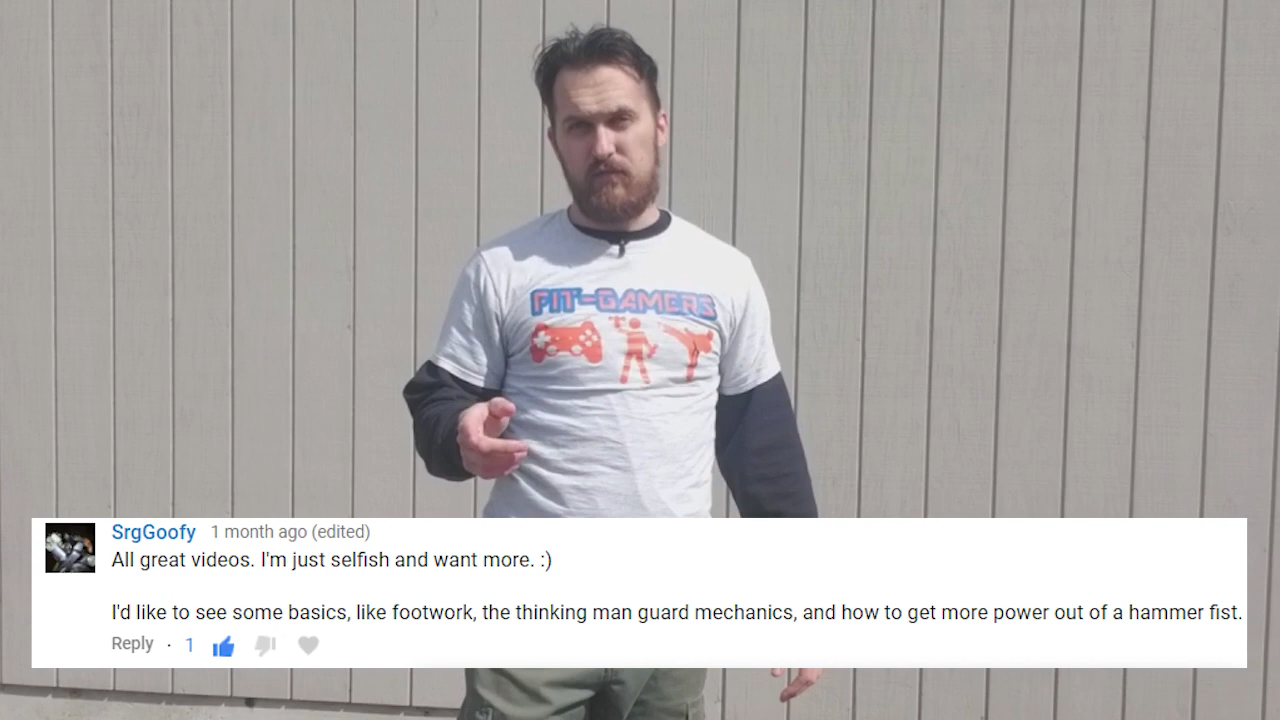 FIT-GAMERS
SrgGoofy 1 month ago (edited)
All great videos. I'm just selfish and want more. :)
I'd like to see some basics, like footwork, the thinking man guard mechanics, and how to get more power out of a hammer fist.
Reply · 1